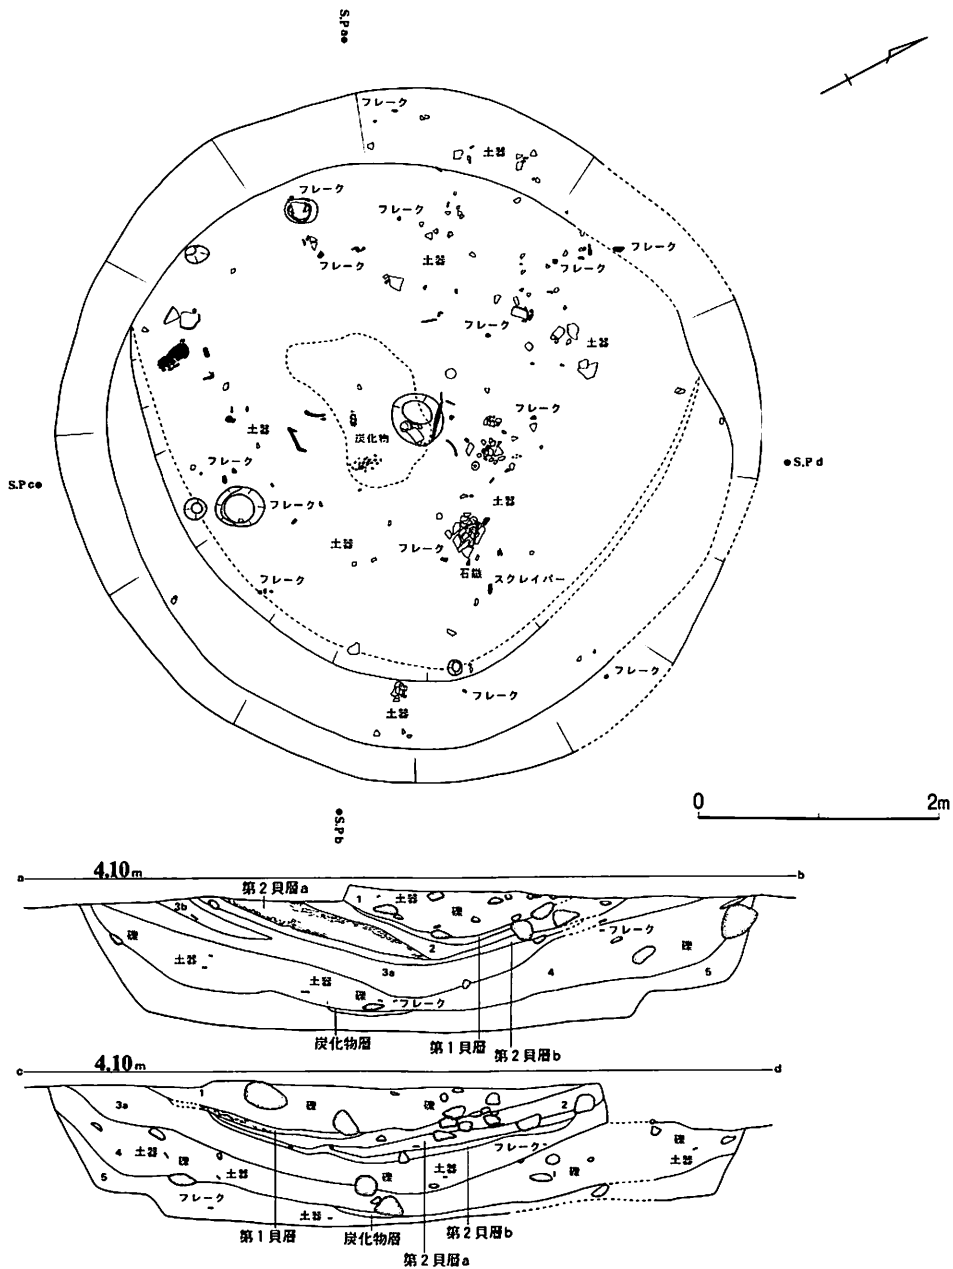 S.Pa
フレーク
土器
フレーク
フレーク
土器
フレーク
フレーク
フレーク
フレーク
土器
フレーク
炭化物
土器
フレーク
S.Pc
S.Pd
フレーク
土器
土器
フレーク
石鏃
スクレイパー
フレーク
フレーク
フレーク
土器
S.Pb
0 2m
a 4.10m b
第2貝層a
3b
1
土器
礫
フレーク
礫
土器
2
3a
4
礫
5
土器
礫
フレーク
炭化物層
第1貝層
第2貝層b
c 4.10m d
3a
1
礫
礫
2
礫
4
土器
礫
土器
礫
土器
フレーク
礫
土器
5
フレーク
土器
第1貝層
炭化物層
第2貝層b
第2貝層a